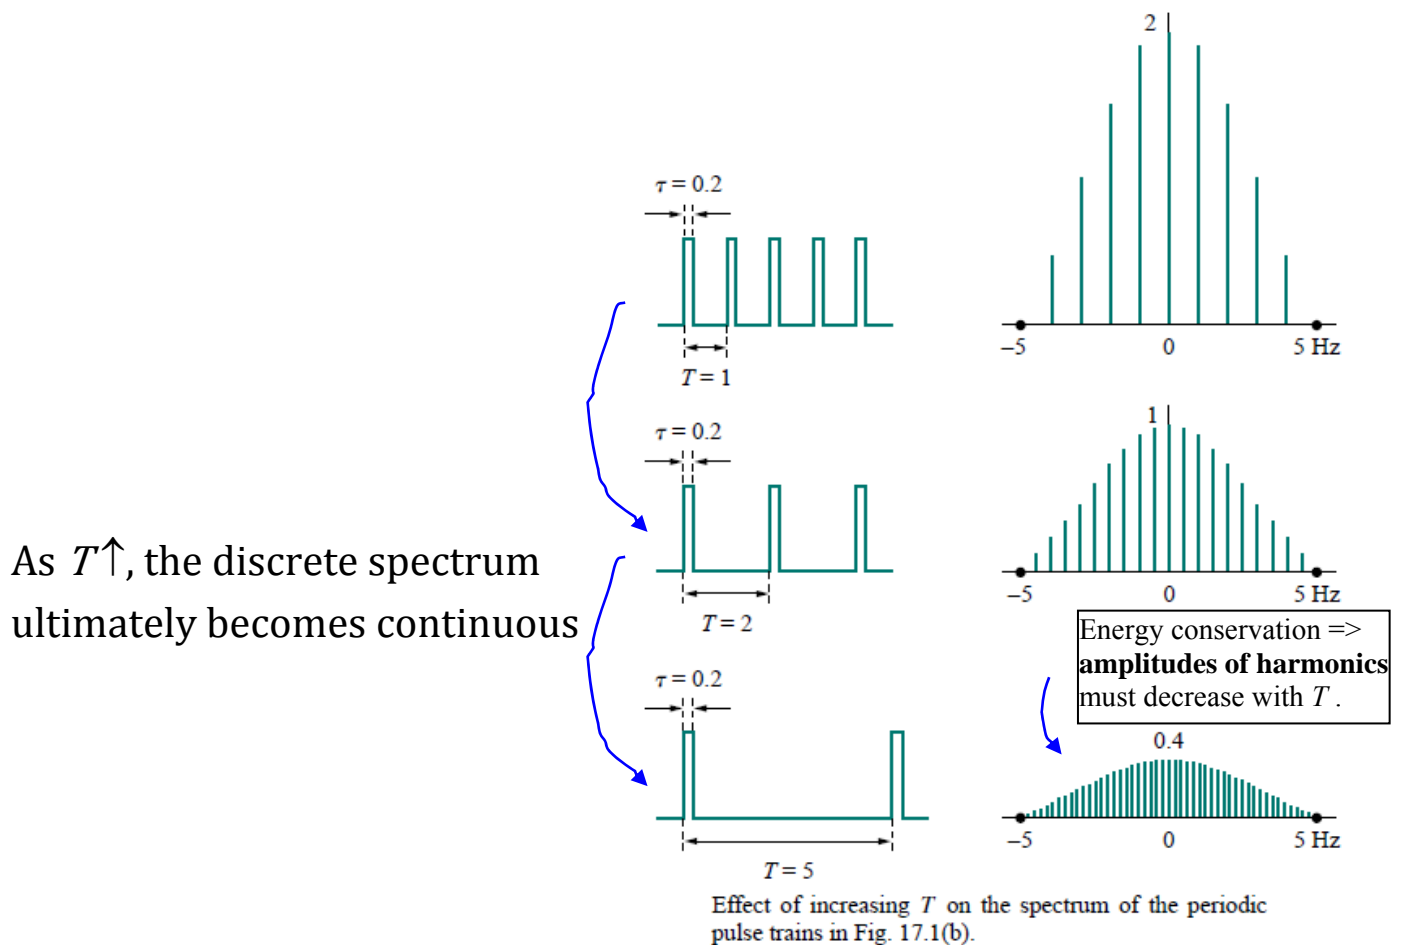 2
τ = 0.2
T = 1
−5 0 5 Hz
1
τ = 0.2
T = 2
−5 0 5 Hz
As T↑, the discrete spectrum
ultimately becomes continuous
Energy conservation =>
amplitudes of harmonics
must decrease with T .
τ = 0.2
0.4
T = 5
−5 0 5 Hz
Effect of increasing T on the spectrum of the periodic
pulse trains in Fig. 17.1(b).